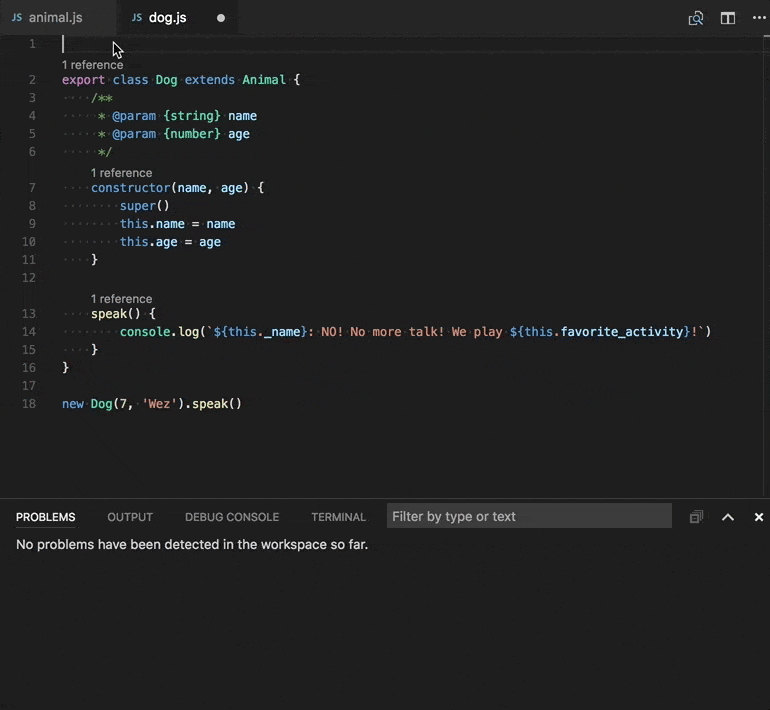 JS animal.js JS dog.js
1
1 reference
2 export class Dog extends Animal {
3 /**
4 * @param {string} name
5 * @param {number} age
6 */
1 reference
7 constructor(name, age) {
8 super()
9 this.name = name
10 this.age = age
11 }
12
1 reference
13 speak() {
14 console.log(`${this._name}: NO! No more talk! We play ${this.favorite_activity}!`)
15 }
16 }
17
18 new Dog(7, 'Wez').speak()
PROBLEMS OUTPUT DEBUG CONSOLE TERMINAL Filter by type or text
No problems have been detected in the workspace so far.